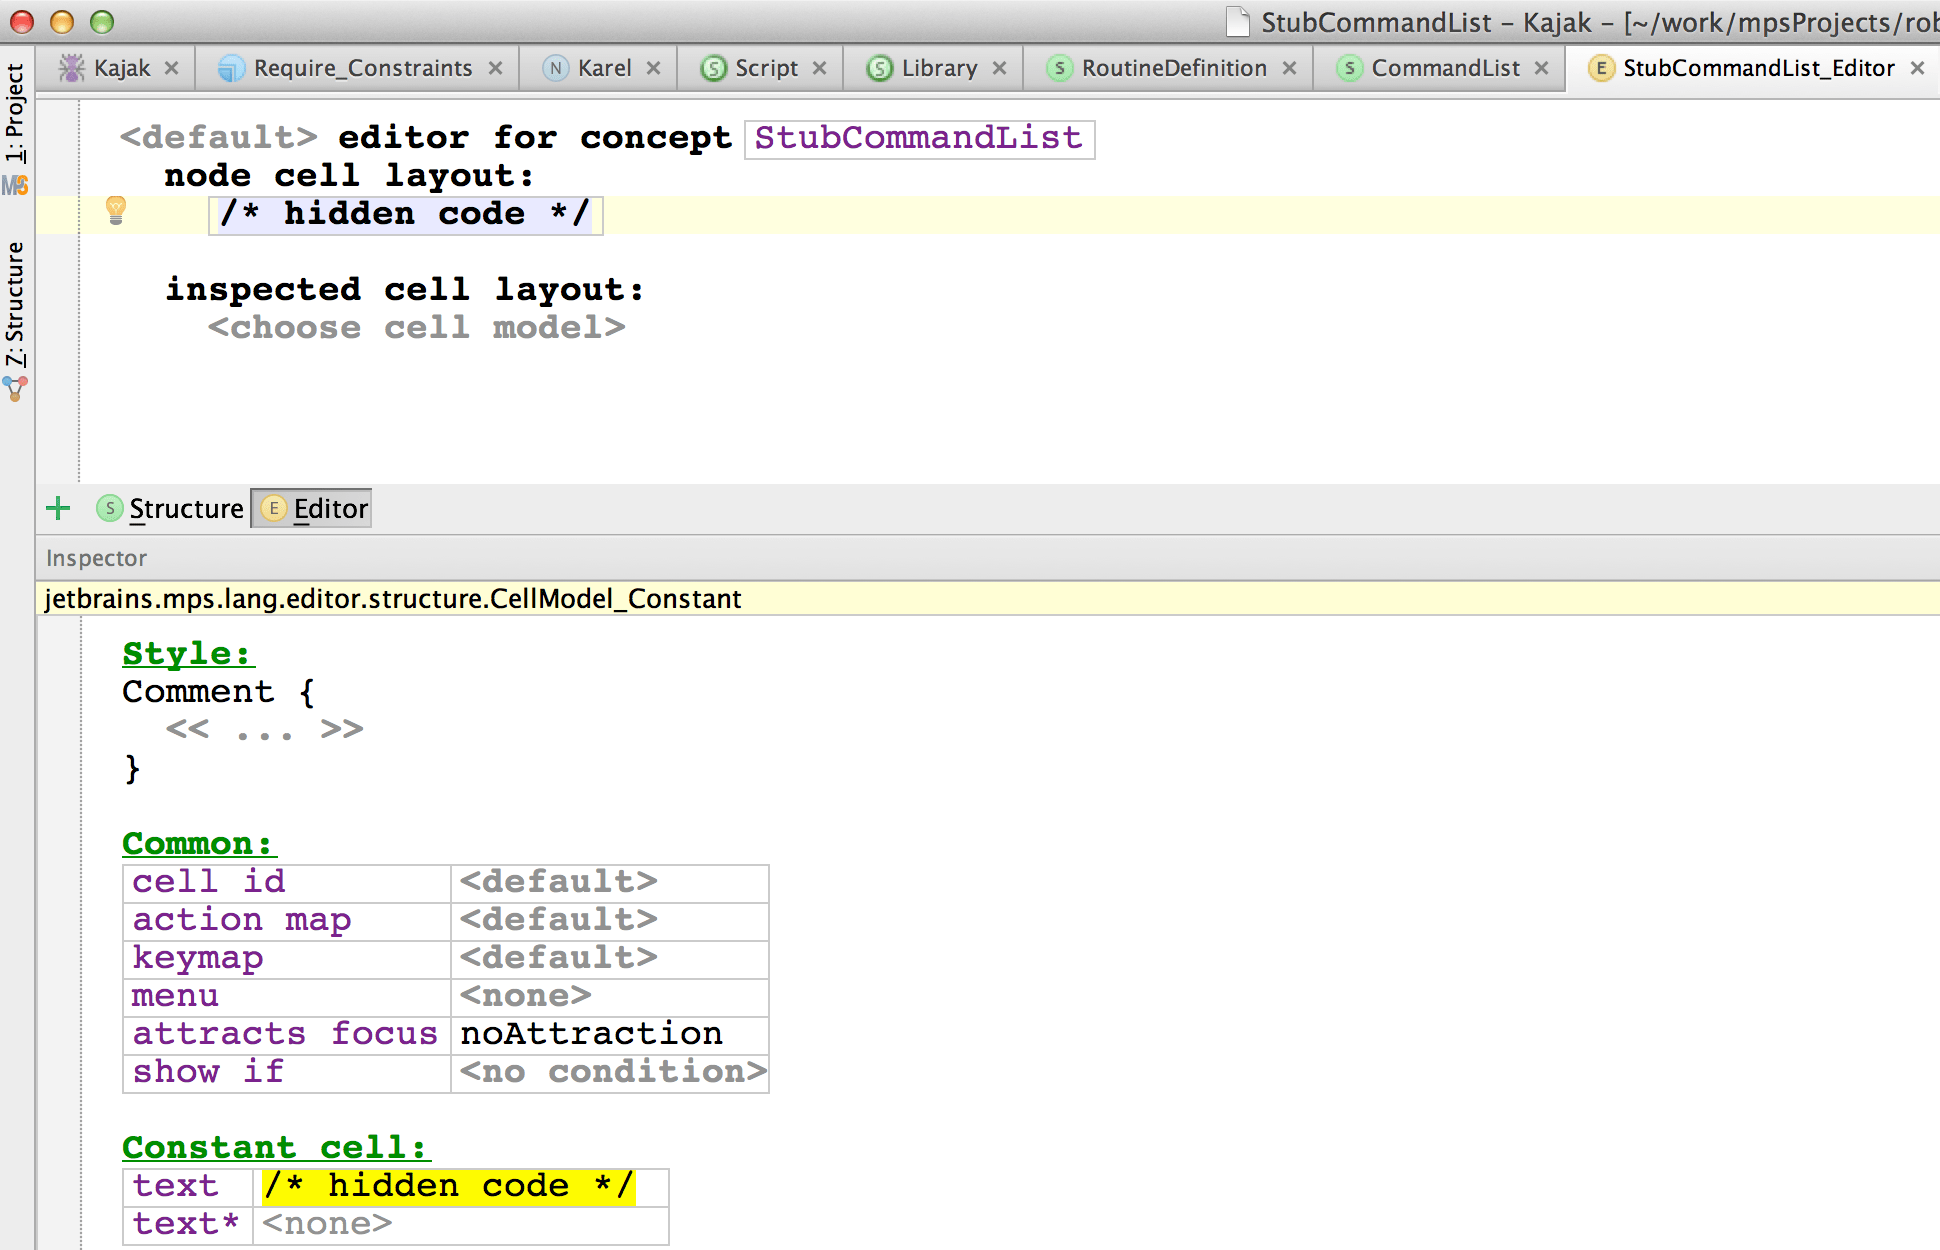 StubCommandList – Kajak – [~/work/mpsProjects/rob
Kajak Require_Constraints N Karel S Script S Library S RoutineDefinition S CommandList E StubCommandList_Editor
1: Project
MPS
7: Structure
<default> editor for concept StubCommandList
node cell layout:
/* hidden code */
inspected cell layout:
<choose cell model>
+ S Structure E Editor
Inspector
jetbrains.mps.lang.editor.structure.CellModel_Constant
Style:
Comment {
<< ... >>
}
Common:
cell id <default>
action map <default>
keymap <default>
menu <none>
attracts focus noAttraction
show if <no condition>
Constant cell:
text /* hidden code */
text* <none>